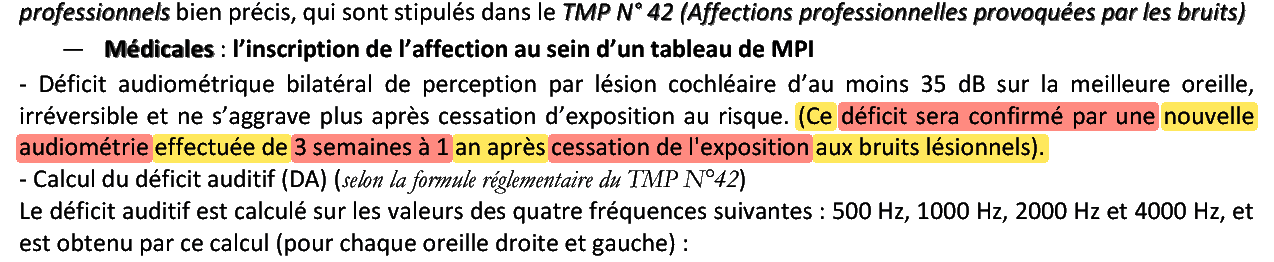 professionnels bien précis, qui sont stipulés dans le TMP N° 42 (Affections professionnelles provoquées par les bruits)
— Médicales : l’inscription de l’affection au sein d’un tableau de MPI
- Déficit audiométrique bilatéral de perception par lésion cochléaire d’au moins 35 dB sur la meilleure oreille,
irréversible et ne s’aggrave plus après cessation d’exposition au risque. (Ce déficit sera confirmé par une nouvelle
audiométrie effectuée de 3 semaines à 1 an après cessation de l'exposition aux bruits lésionnels).
- Calcul du déficit auditif (DA) (selon la formule réglementaire du TMP N°42)
Le déficit auditif est calculé sur les valeurs des quatre fréquences suivantes : 500 Hz, 1000 Hz, 2000 Hz et 4000 Hz, et
est obtenu par ce calcul (pour chaque oreille droite et gauche) :